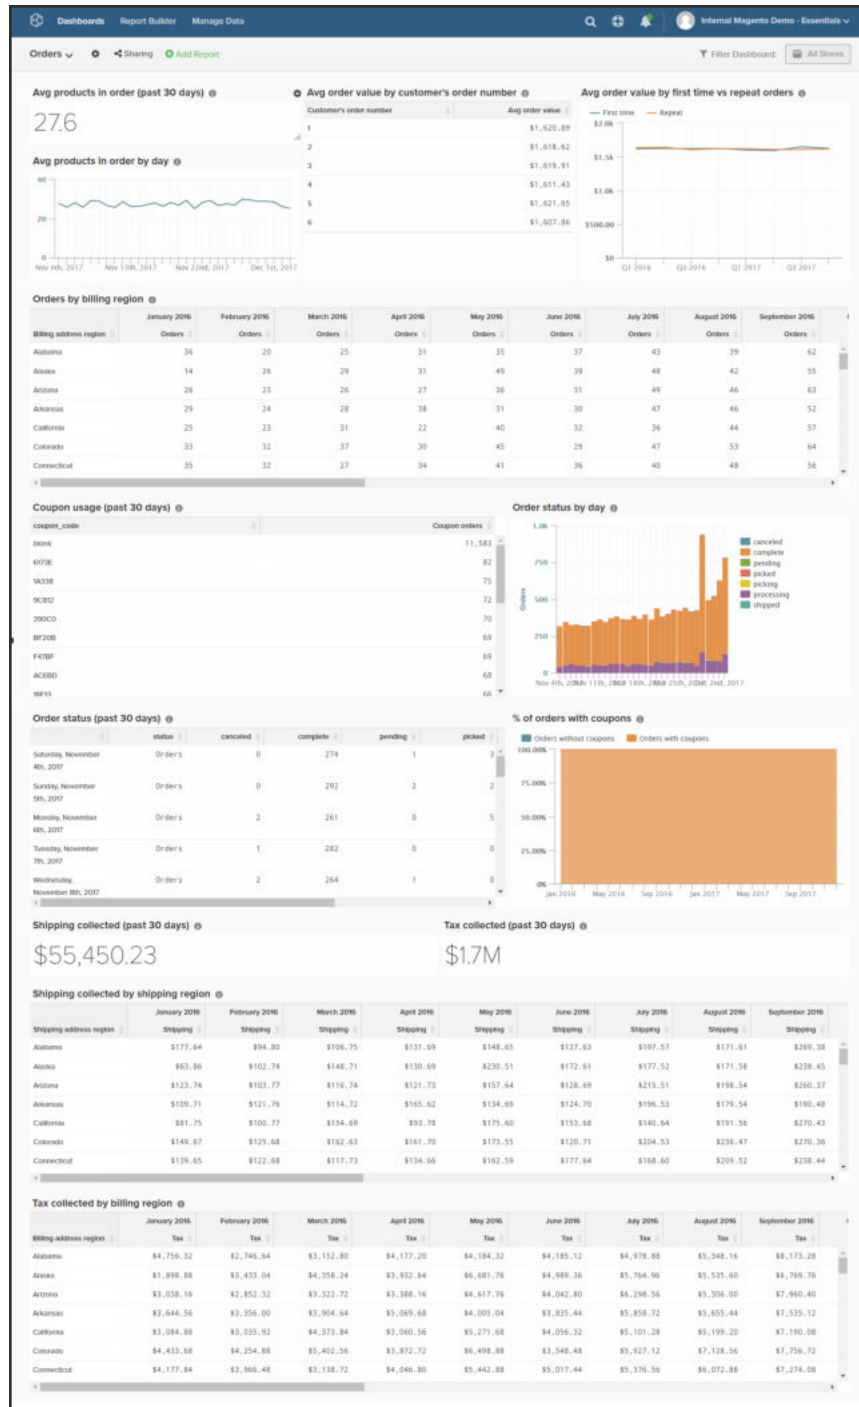 Dashboards Report Builder Manage Data Internal Magento Demo - Essentials
Orders Sharing Add Report Filter Dashboard: All Stores
Avg products in order (past 30 days)
27.6
Avg products in order by day
40
20
0
Nov 4th, 2017 Nov 13th, 2017 Nov 22nd, 2017 Dec 1st, 2017
Avg order value by customer's order number
Customer's order number Avg order value
1 $1,620.89
2 $1,618.62
3 $1,619.91
4 $1,611.43
5 $1,621.65
6 $1,607.86
Avg order value by first time vs repeat orders
First time Repeat
$2.0k
$1.5k
$1.0k
$500.00
$0
Q1 2016 Q3 2016 Q1 2017 Q3 2017
Orders by billing region
January 2016 February 2016 March 2016 April 2016 May 2016 June 2016 July 2016 August 2016 September 2016
Billing address region Orders Orders Orders Orders Orders Orders Orders Orders Orders
Alabama 36 20 25 31 35 37 43 39 62
Alaska 14 26 29 31 49 39 48 42 55
Arizona 26 23 26 27 36 31 49 46 63
Arkansas 29 24 28 38 31 30 47 46 52
California 25 23 31 22 40 32 36 44 57
Colorado 33 32 37 30 45 29 47 53 64
Connecticut 35 32 27 34 41 36 40 48 56
Coupon usage (past 30 days)
coupon_code Coupon orders
blank 11,583
6173E 82
1A338 75
9CB12 72
390C0 70
BF20B 69
F47BF 69
ACEBD 68
18F33 66
Order status by day
1.0k
750
500
250
0
Orders
canceled
complete
pending
picked
picking
processing
shipped
Order status (past 30 days)
status canceled complete pending picked
Saturday, November 4th, 2017 Orders 0 274 1 3
Sunday, November 5th, 2017 Orders 0 292 2 2
Monday, November 6th, 2017 Orders 2 261 0 5
Tuesday, November 7th, 2017 Orders 1 282 0 0
Wednesday, November 8th, 2017 Orders 2 264 1 0
% of orders with coupons
Orders without coupons Orders with coupons
100.00%
75.00%
50.00%
25.00%
0%
Jan 2016 May 2016 Sep 2016 Jan 2017 May 2017 Sep 2017
Shipping collected (past 30 days)
$55,450.23
Tax collected (past 30 days)
$1.7M
Shipping collected by shipping region
January 2016 February 2016 March 2016 April 2016 May 2016 June 2016 July 2016 August 2016 September 2016
Shipping address region Shipping Shipping Shipping Shipping Shipping Shipping Shipping Shipping Shipping
Alabama $177.64 $94.80 $106.75 $131.69 $148.65 $137.63 $197.57 $171.61 $269.38
Alaska $63.86 $102.74 $148.71 $130.69 $230.51 $172.61 $177.52 $171.58 $238.45
Arizona $123.74 $103.77 $116.74 $121.73 $157.64 $128.69 $215.51 $198.54 $260.37
Arkansas $109.71 $121.76 $114.72 $165.62 $134.69 $124.70 $196.53 $179.54 $190.48
California $81.75 $100.77 $154.69 $93.78 $175.60 $153.68 $140.64 $191.56 $270.43
Colorado $149.67 $125.68 $162.63 $161.70 $173.55 $120.71 $204.53 $236.47 $270.36
Connecticut $139.65 $122.68 $117.73 $134.66 $162.59 $177.64 $168.60 $209.52 $238.44
Tax collected by billing region
January 2016 February 2016 March 2016 April 2016 May 2016 June 2016 July 2016 August 2016 September 2016
Billing address region Tax Tax Tax Tax Tax Tax Tax Tax Tax
Alabama $4,756.32 $2,746.64 $3,152.80 $4,177.20 $4,184.32 $4,185.12 $4,978.88 $5,348.16 $8,173.28
Alaska $1,898.88 $3,433.04 $4,358.24 $3,932.64 $6,681.76 $4,989.36 $5,764.96 $5,535.60 $6,769.76
Arizona $3,038.16 $2,852.32 $3,322.72 $3,388.16 $4,617.76 $4,042.80 $6,298.56 $5,306.00 $7,960.40
Arkansas $3,644.56 $3,356.00 $3,904.64 $5,069.68 $4,005.04 $3,835.44 $5,858.72 $5,655.44 $7,535.12
California $3,084.88 $3,035.92 $4,373.84 $3,060.56 $5,271.68 $4,056.32 $5,101.28 $5,199.20 $7,190.08
Colorado $4,433.68 $4,254.88 $5,402.56 $3,872.72 $6,498.88 $3,548.48 $5,927.12 $7,128.56 $7,756.72
Connecticut $4,177.84 $3,966.48 $3,138.72 $4,046.80 $5,442.88 $5,017.44 $5,376.56 $6,072.88 $7,274.08